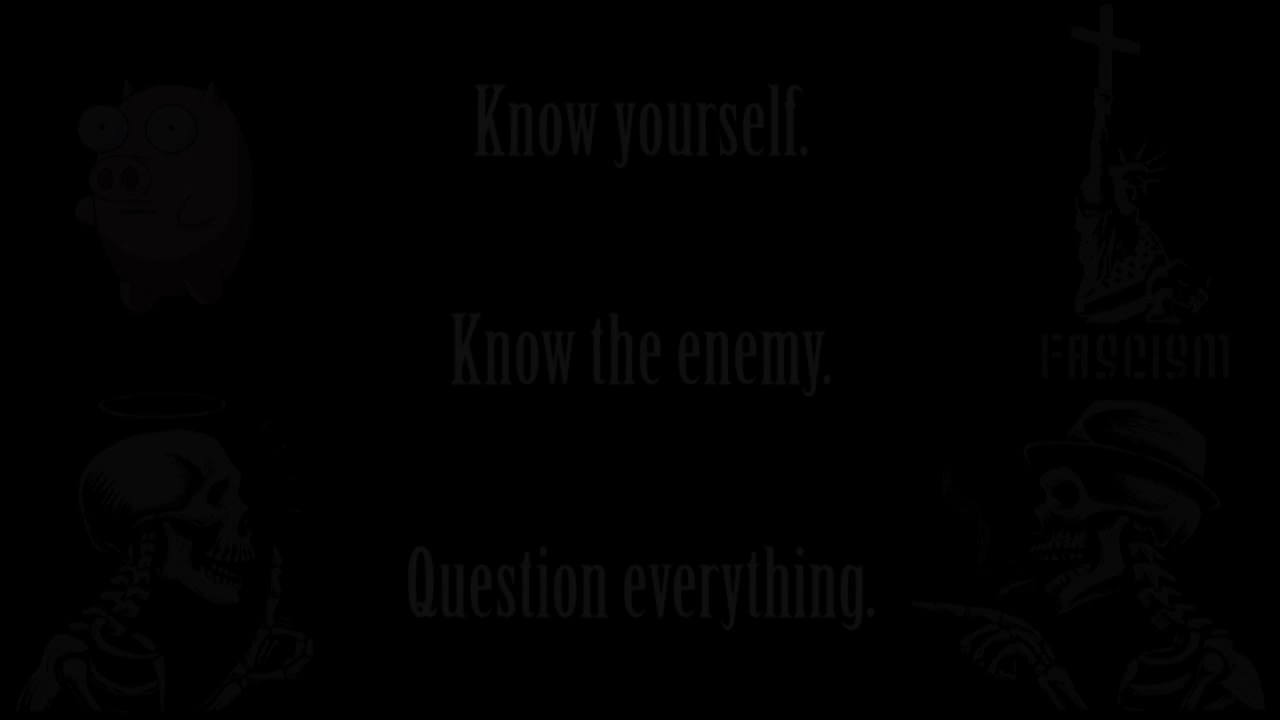 Know yourself.
Know the enemy.
FASCISM
Question everything.